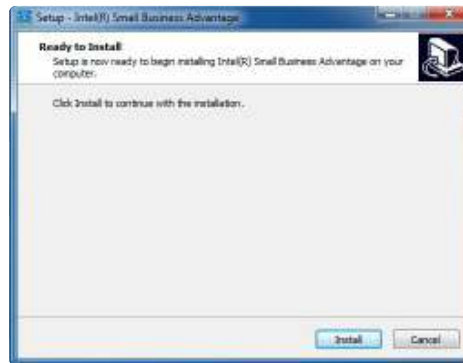 Setup - Intel(R) Small Business Advantage
Ready to Install
Setup is now ready to begin installing Intel(R) Small Business Advantage on your
computer.
Click Install to continue with the installation.
Install
Cancel